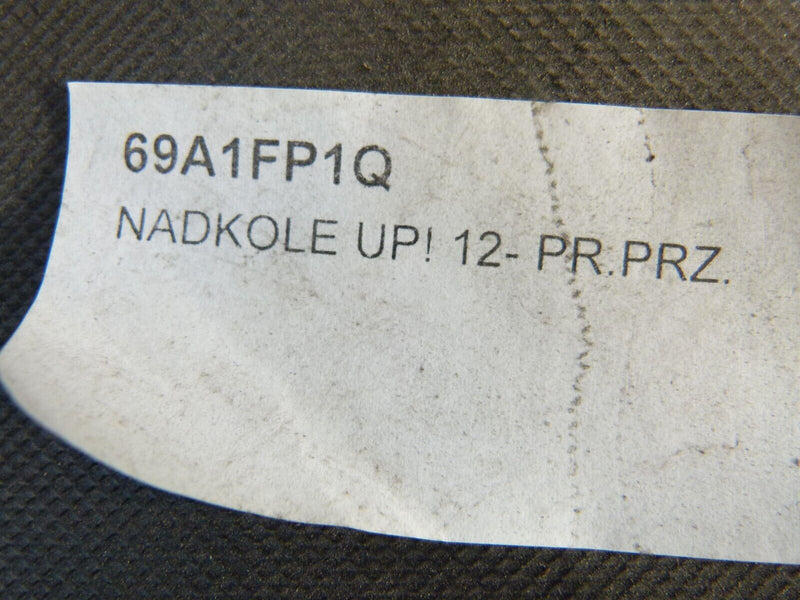 69A1FP1Q
NADKOLE UP! 12- PR.PRZ.